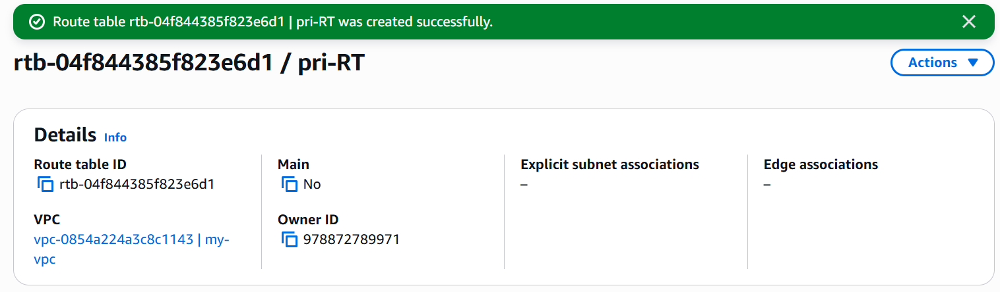 Route table rtb-04f844385f823e6d1 | pri-RT was created successfully.
rtb-04f844385f823e6d1 / pri-RT
Actions
Details Info
Route table ID
rtb-04f844385f823e6d1
Main
No
Explicit subnet associations
–
Edge associations
–
VPC
vpc-0854a224a3c8c1143 | my-
vpc
Owner ID
978872789971